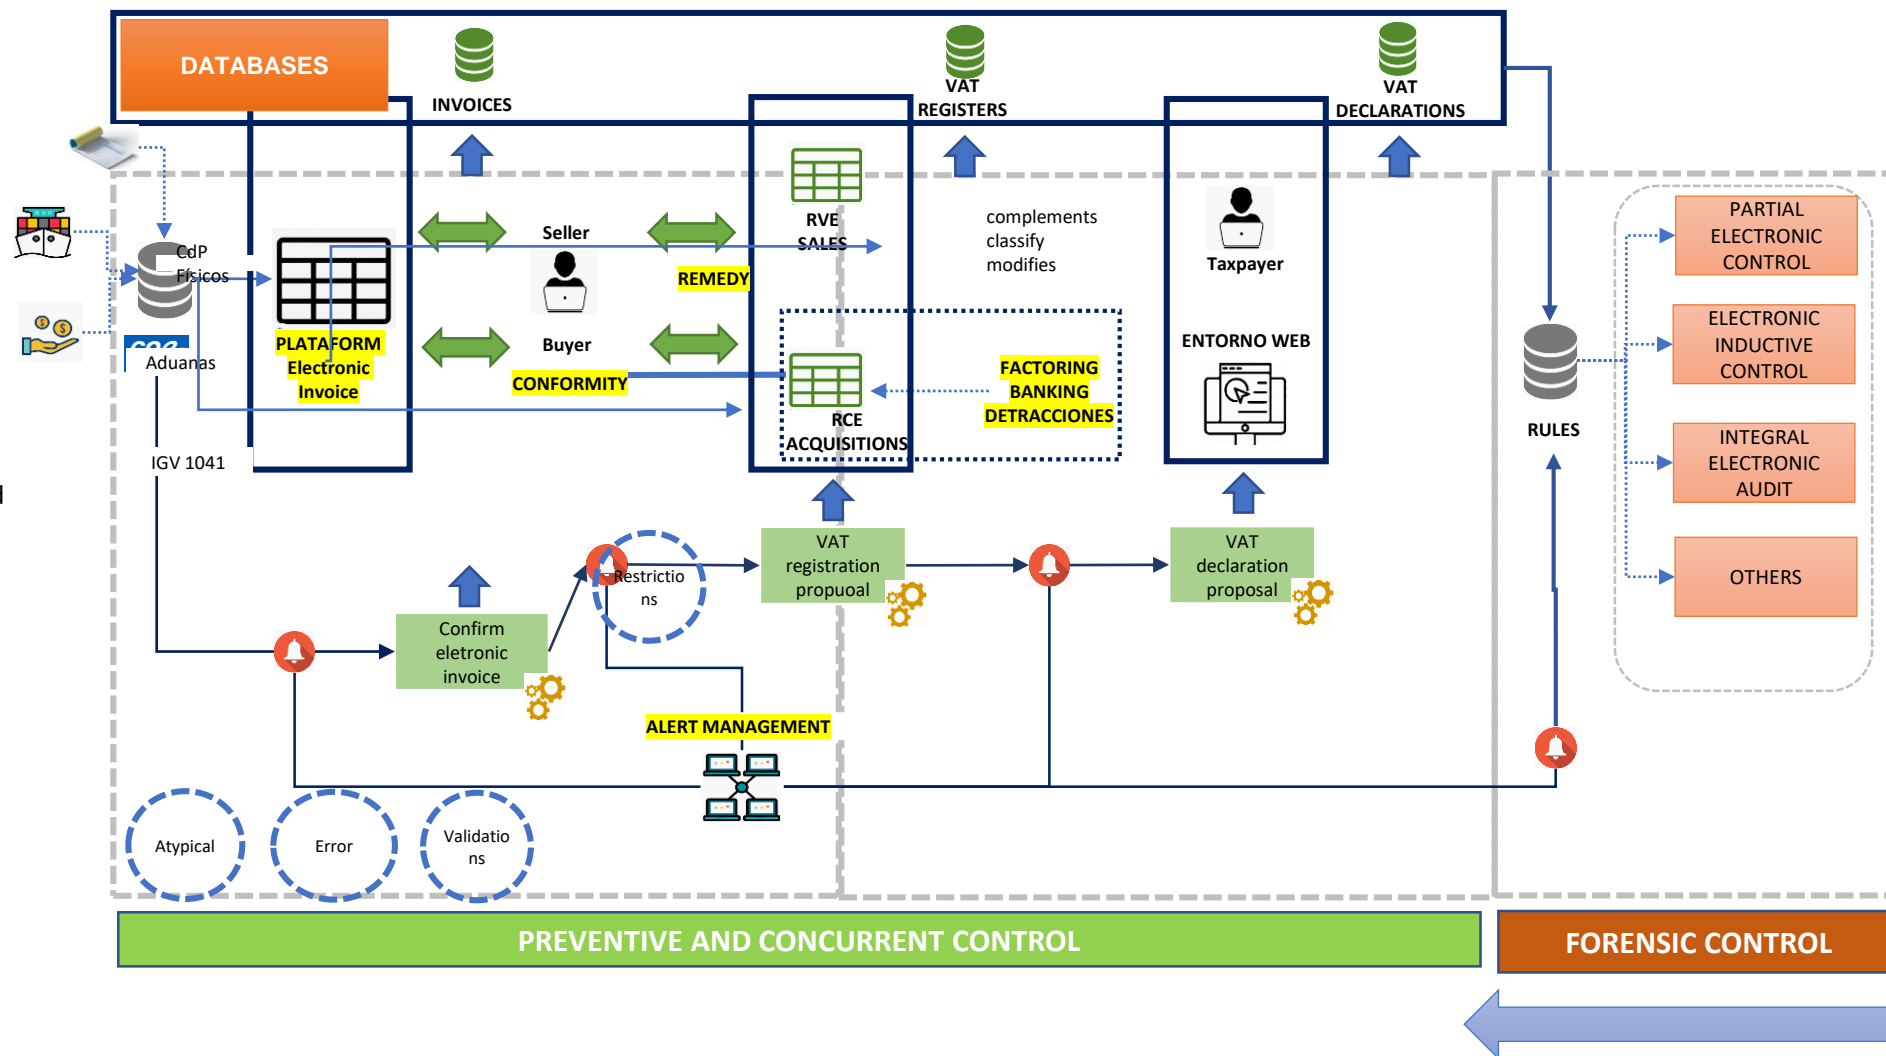 DATABASES
INVOICES
VAT
REGISTERS
VAT
DECLARATIONS
CdP
Físicos
Aduanas
IGV 1041
PLATAFORM
Electronic
Invoice
Seller
Buyer
CONFORMITY
REMEDY
RVE
SALES
complements
classify
modifies
RCE
ACQUISITIONS
FACTORING
BANKING
DETRACCIONES
Taxpayer
ENTORNO WEB
RULES
PARTIAL
ELECTRONIC
CONTROL
ELECTRONIC
INDUCTIVE
CONTROL
INTEGRAL
ELECTRONIC
AUDIT
OTHERS
Confirm
eletronic
invoice
Restrictio
ns
VAT
registration
propuoal
VAT
declaration
proposal
ALERT MANAGEMENT
Atypical
Error
Validatio
ns
PREVENTIVE AND CONCURRENT CONTROL
FORENSIC CONTROL